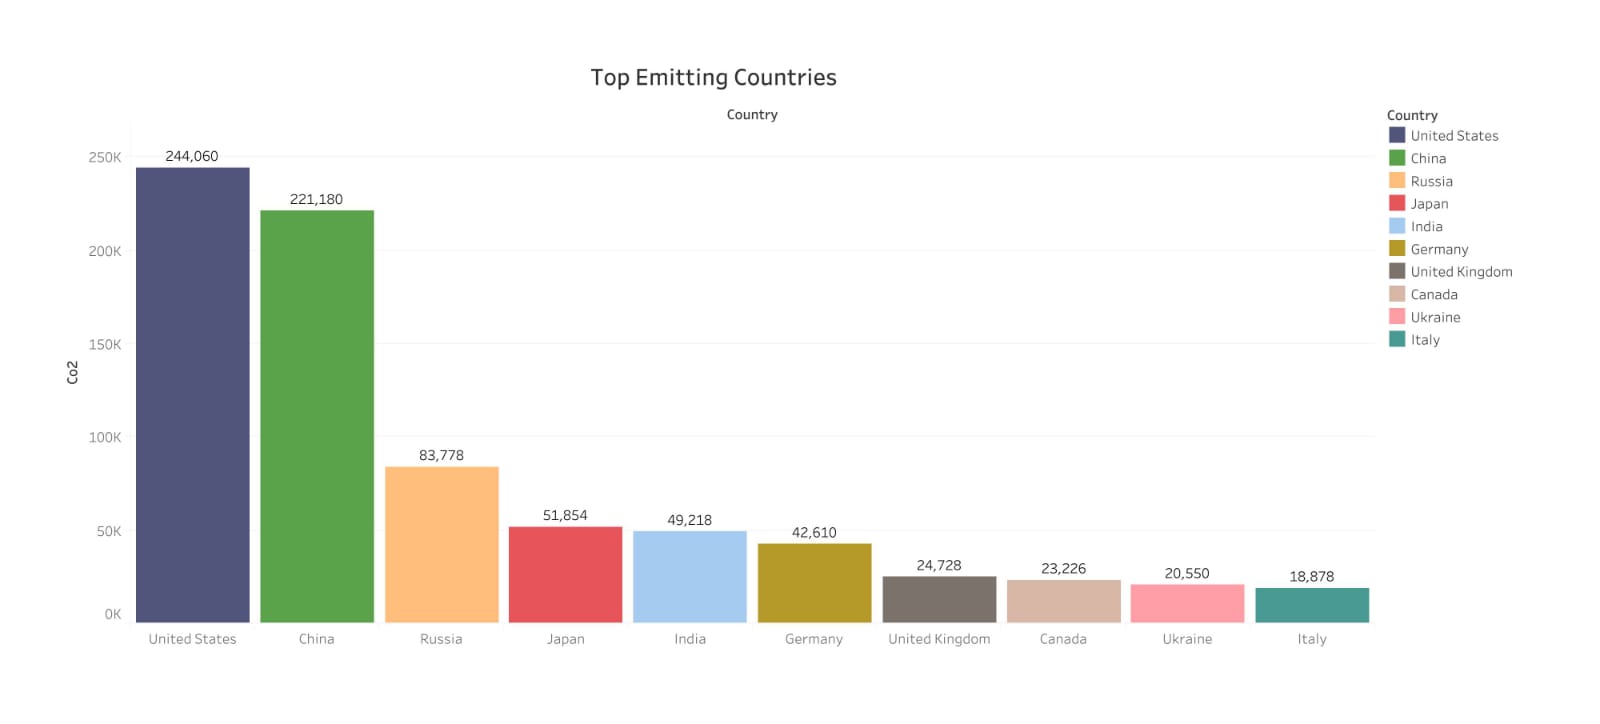 Top Emitting Countries
Country
250K
200K
150K
100K
50K
0K
Co2
244,060
221,180
83,778
51,854
49,218
42,610
24,728
23,226
20,550
18,878
United States
China
Russia
Japan
India
Germany
United Kingdom
Canada
Ukraine
Italy
Country
United States
China
Russia
Japan
India
Germany
United Kingdom
Canada
Ukraine
Italy